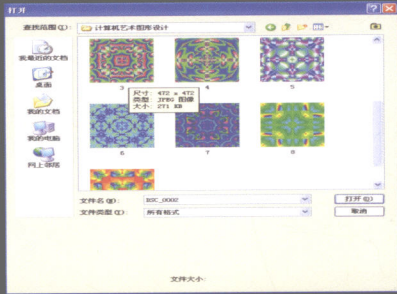 打开
查找范围(I):
计算机艺术图形设计
我最近的文档
桌面
我的文档
我的电脑
网上邻居
3
4
5
尺寸: 472 x 472
类型: JPEG 图像
大小: 271 KB
6
7
8
文件名(N):
DSC_0002
打开(O)
文件类型(T):
所有格式
取消
文件大小: